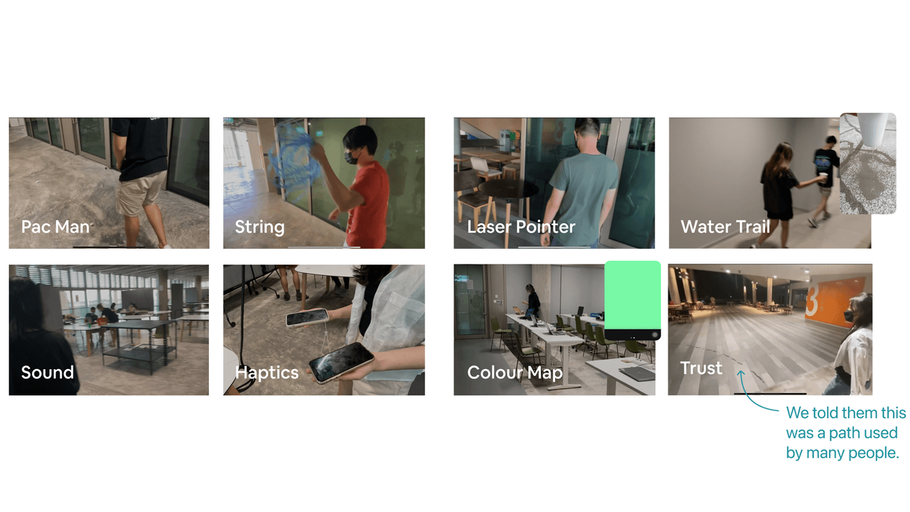 Pac Man
String
Laser Pointer
Water Trail
Sound
Haptics
Colour Map
3
Trust
We told them this
was a path used
by many people.